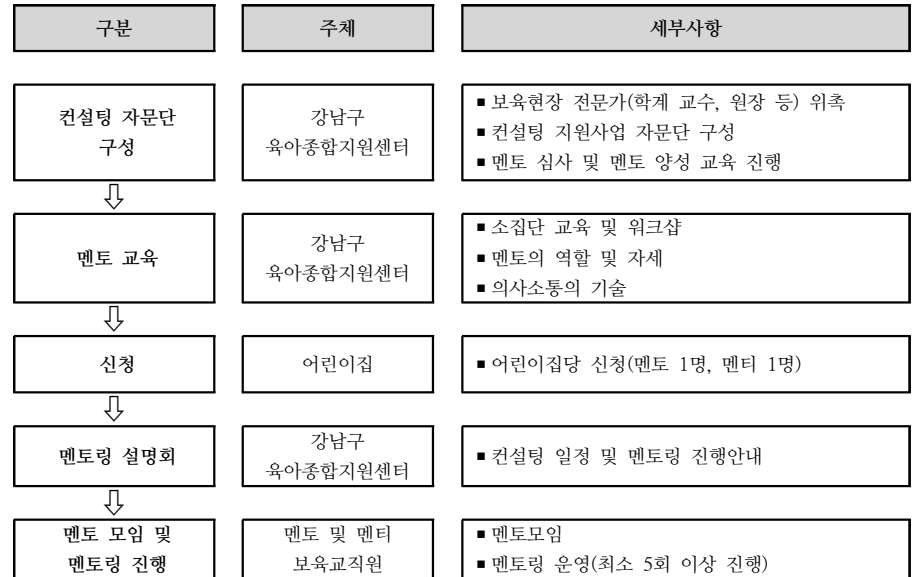 구분 주체 세부사항
컨설팅 자문단
구성
강남구
육아종합지원센터
▪ 보육현장 전문가(학계 교수, 원장 등) 위촉
▪ 컨설팅 지원사업 자문단 구성
▪ 멘토 심사 및 멘토 양성 교육 진행
멘토 교육
강남구
육아종합지원센터
▪ 소집단 교육 및 워크샵
▪ 멘토의 역할 및 자세
▪ 의사소통의 기술
신청
어린이집
▪ 어린이집당 신청(멘토 1명, 멘티 1명)
멘토링 설명회
강남구
육아종합지원센터
▪ 컨설팅 일정 및 멘토링 진행안내
멘토 모임 및
멘토링 진행
멘토 및 멘티
보육교직원
▪ 멘토모임
▪ 멘토링 운영(최소 5회 이상 진행)